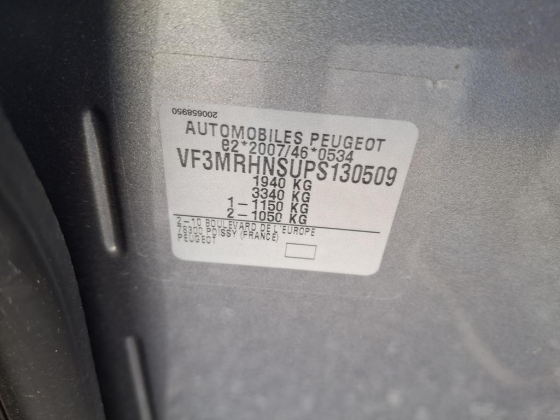 200658950
AUTOMOBILES PEUGEOT
e2*2007/46*0534
VF3MRHNSUPS130509
1940 KG
3340 KG
1-1150 KG
2-1050 KG
2-10 BOULEVARD DE L'EUROPE
78300 POISSY (FRANCE)
PEUGEOT